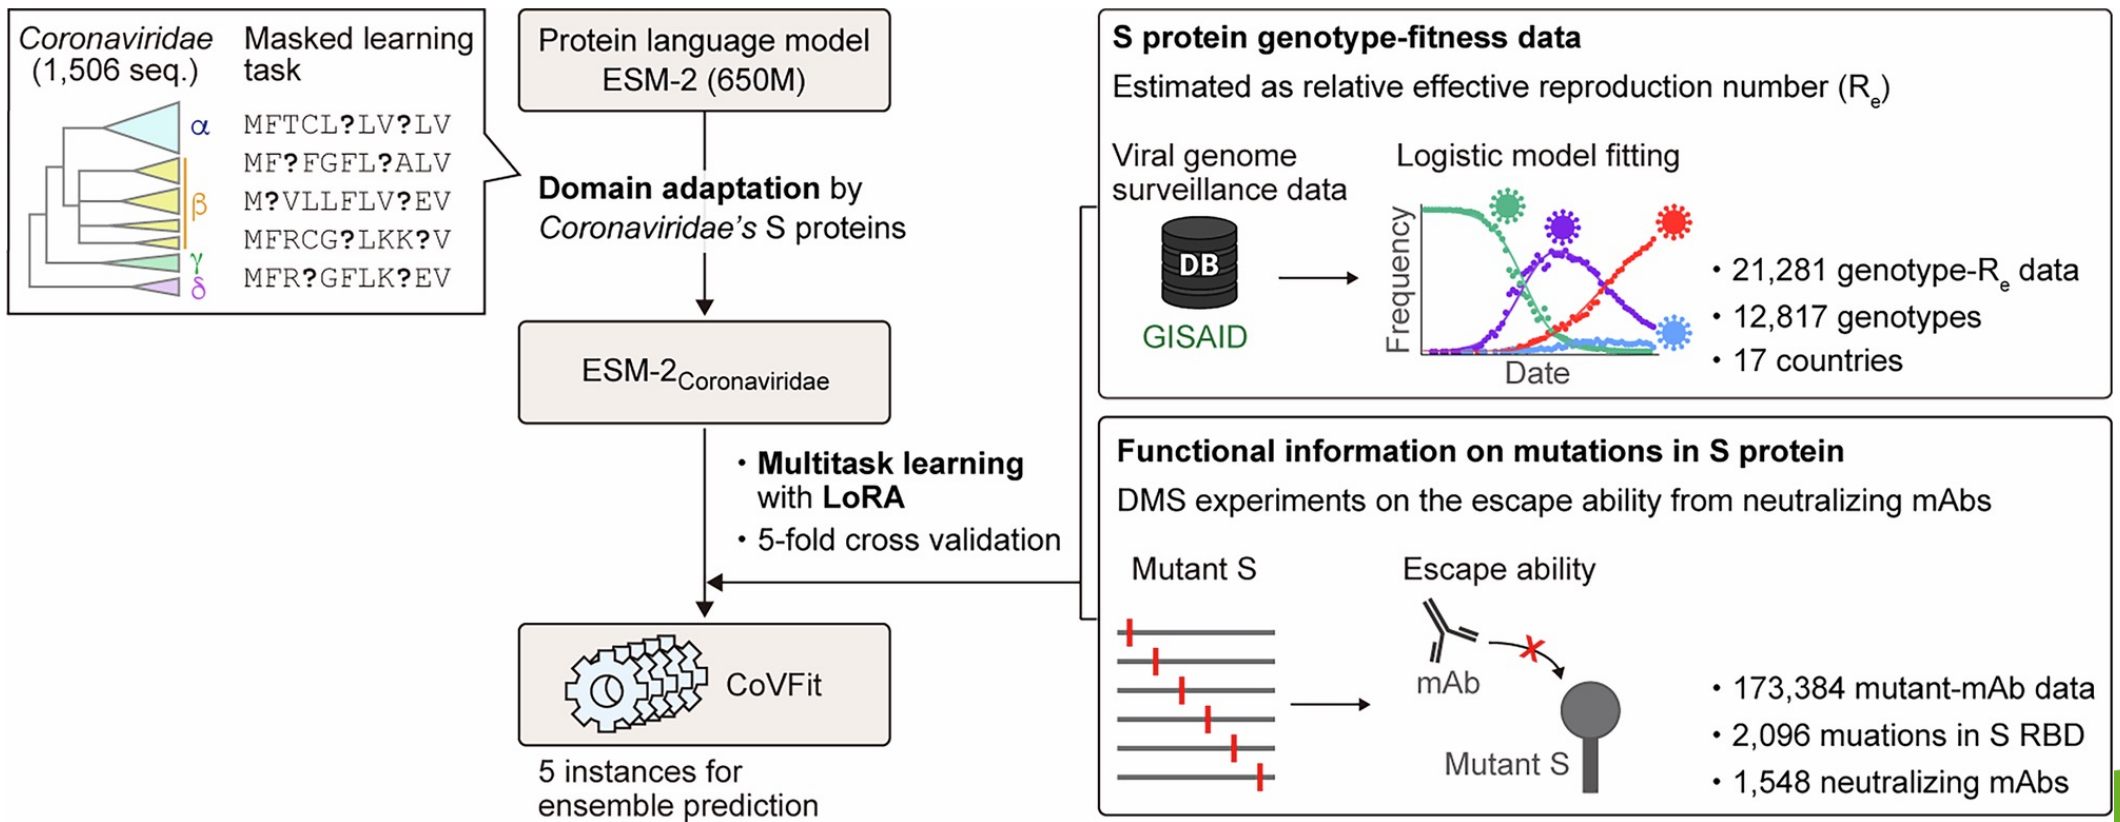 Coronaviridae
(1,506 seq.)
Masked learning
task
α
β
γ
δ
MFTCL?LV?LV
MF?FGFL?ALV
M?VLLFLV?EV
MFRCG?LKK?V
MFR?GFLK?EV
Protein language model
ESM-2 (650M)
Domain adaptation by
Coronaviridae's S proteins
ESM-2Coronaviridae
・Multitask learning
with LoRA
・5-fold cross validation
CoVFit
5 instances for
ensemble prediction
S protein genotype-fitness data
Estimated as relative effective reproduction number (Re)
Viral genome
surveillance data
DB
GISAID
Logistic model fitting
Frequency
Date
・21,281 genotype-Re data
・12,817 genotypes
・17 countries
Functional information on mutations in S protein
DMS experiments on the escape ability from neutralizing mAbs
Mutant S
Escape ability
mAb
Mutant S
・173,384 mutant-mAb data
・2,096 muations in S RBD
・1,548 neutralizing mAbs